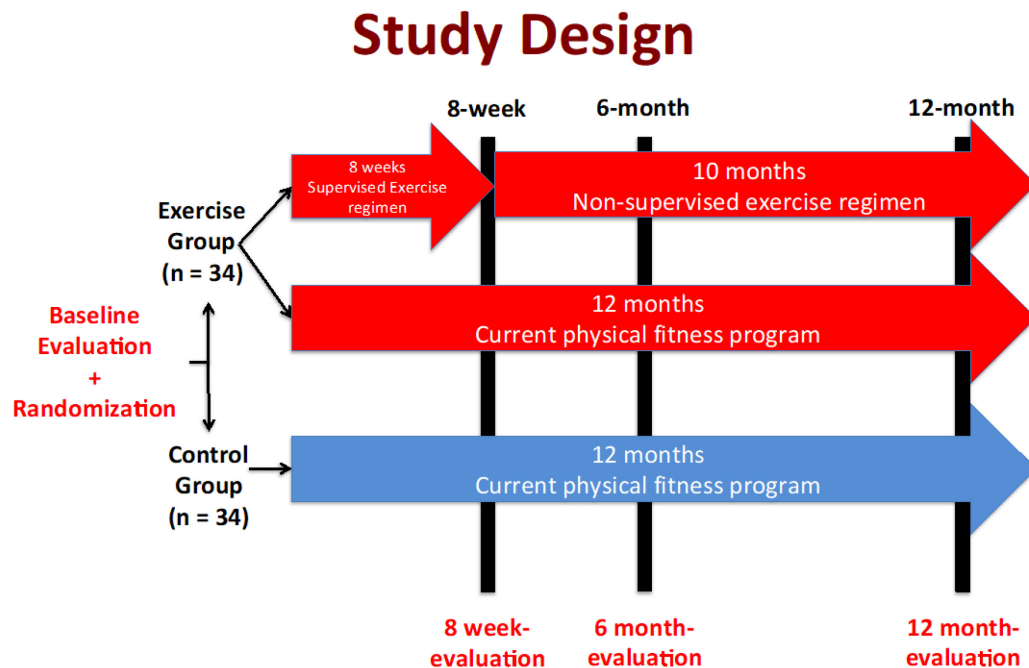 Study Design
8-week
6-month
12-month
8 weeks
Supervised Exercise
regimen
10 months
Non-supervised exercise regimen
Exercise
Group
(n = 34)
12 months
Current physical fitness program
Baseline
Evaluation
+
Randomization
Control
Group
(n = 34)
12 months
Current physical fitness program
8 week-
evaluation
6 month-
evaluation
12 month-
evaluation